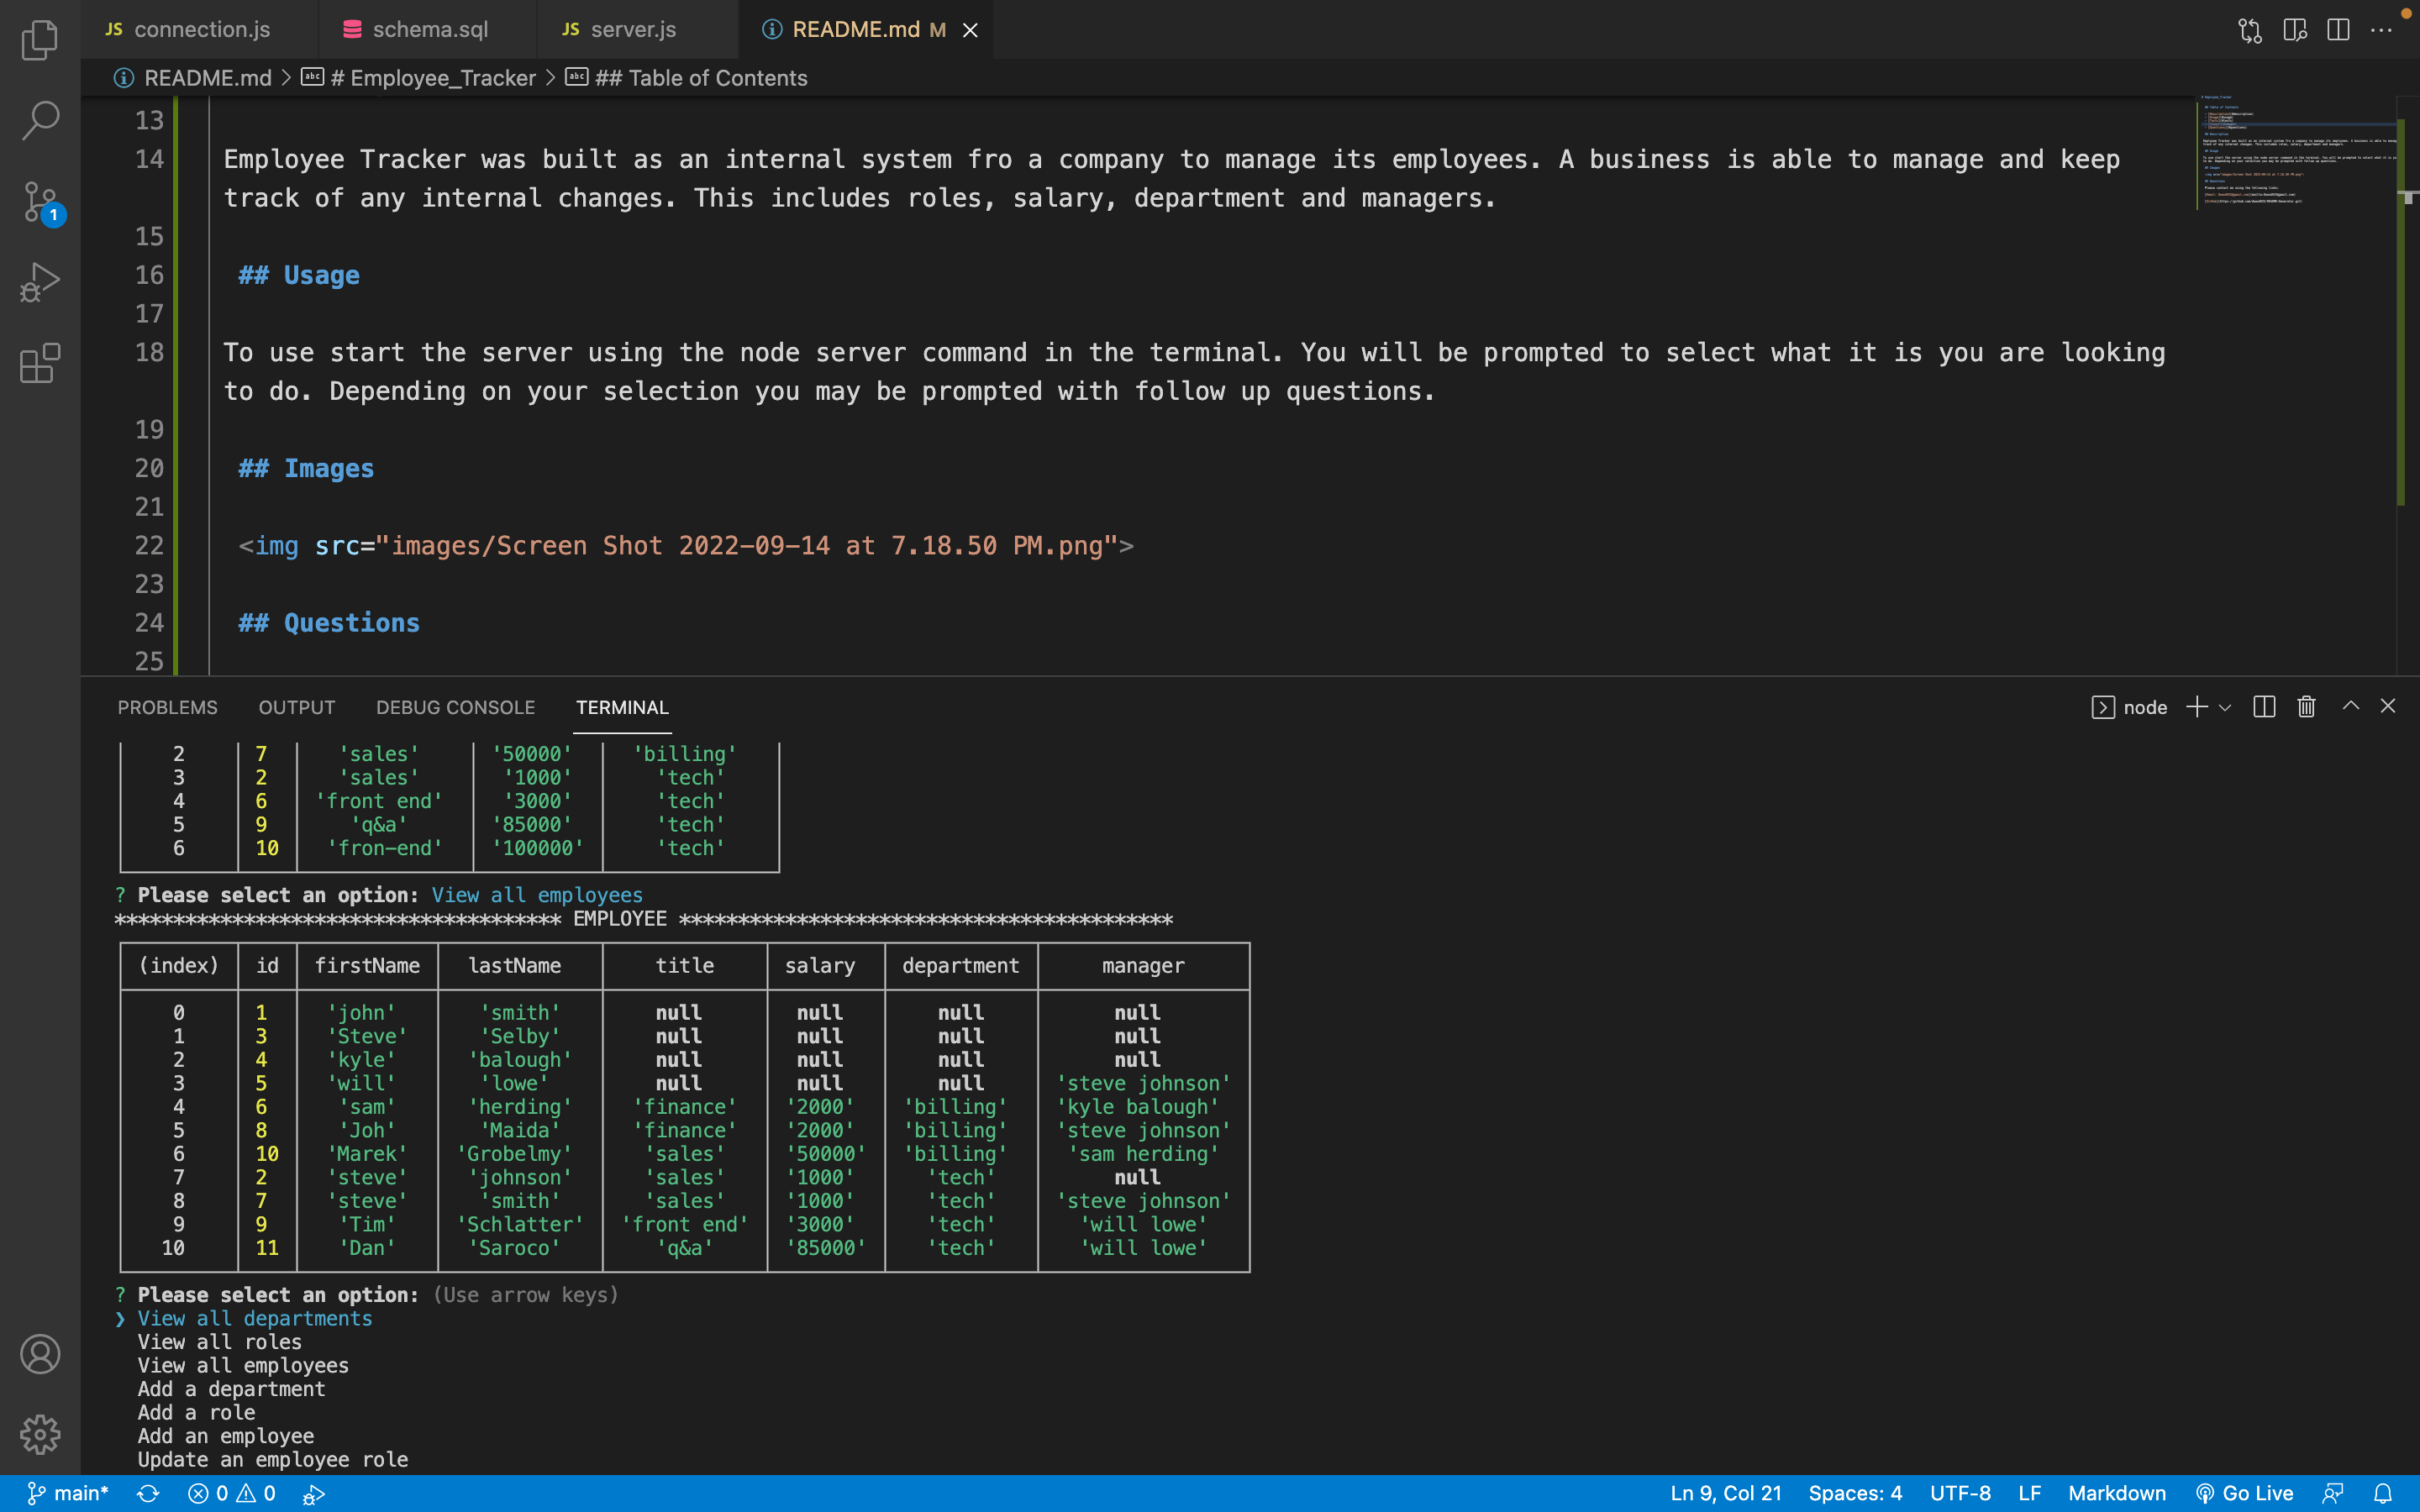 JS connection.js schema.sql JS server.js README.md M
README.md > # Employee_Tracker > ## Table of Contents
13
14 Employee Tracker was built as an internal system fro a company to manage its employees. A business is able to manage and keep
track of any internal changes. This includes roles, salary, department and managers.
15
16 ## Usage
17
18 To use start the server using the node server command in the terminal. You will be prompted to select what it is you are looking
to do. Depending on your selection you may be prompted with follow up questions.
19
20 ## Images
21
22 <img src="images/Screen Shot 2022-09-14 at 7.18.50 PM.png">
23
24 ## Questions
25
1
PROBLEMS OUTPUT DEBUG CONSOLE TERMINAL node
2 7 'sales' '50000' 'billing'
3 2 'sales' '1000' 'tech'
4 6 'front end' '3000' 'tech'
5 9 'q&a' '85000' 'tech'
6 10 'fron-end' '100000' 'tech'
? Please select an option: View all employees
************************************** EMPLOYEE ******************************************
(index) id firstName lastName title salary department manager
0 1 'john' 'smith' null null null null
1 3 'Steve' 'Selby' null null null null
2 4 'kyle' 'balough' null null null null
3 5 'will' 'lowe' null null null 'steve johnson'
4 6 'sam' 'herding' 'finance' '2000' 'billing' 'kyle balough'
5 8 'Joh' 'Maida' 'finance' '2000' 'billing' 'steve johnson'
6 10 'Marek' 'Grobelmy' 'sales' '50000' 'billing' 'sam herding'
7 2 'steve' 'johnson' 'sales' '1000' 'tech' null
8 7 'steve' 'smith' 'sales' '1000' 'tech' 'steve johnson'
9 9 'Tim' 'Schlatter' 'front end' '3000' 'tech' 'will lowe'
10 11 'Dan' 'Saroco' 'q&a' '85000' 'tech' 'will lowe'
? Please select an option: (Use arrow keys)
❯ View all departments
View all roles
View all employees
Add a department
Add a role
Add an employee
Update an employee role
main* 0 0 Ln 9, Col 21 Spaces: 4 UTF-8 LF Markdown Go Live